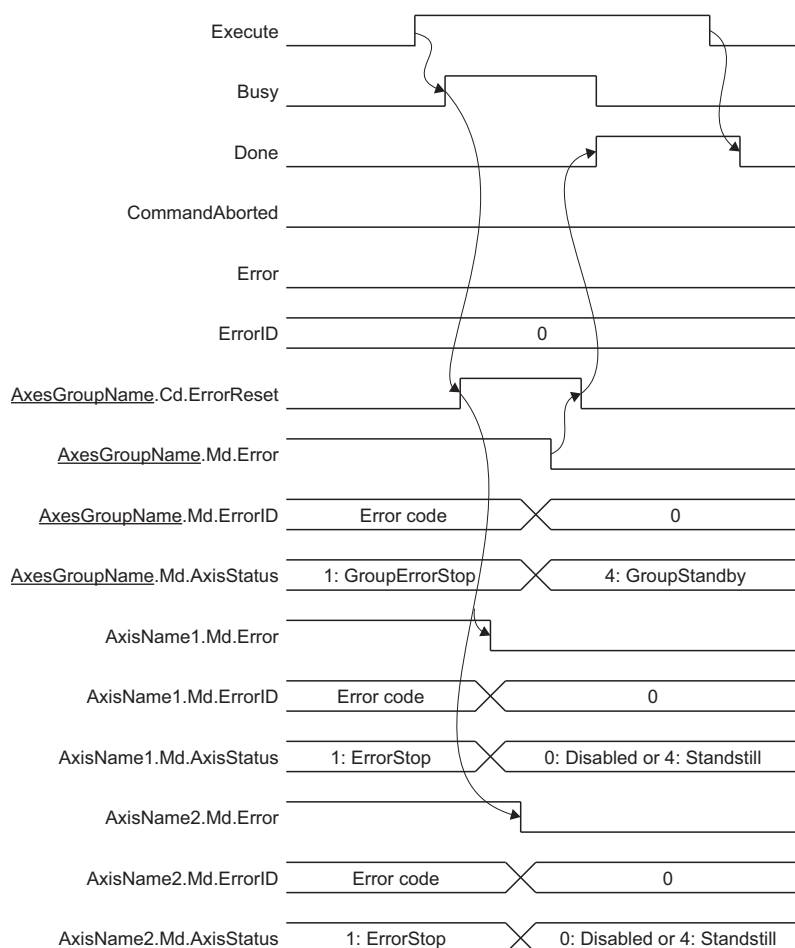 Execute
Busy
Done
CommandAborted
Error
ErrorID 0
AxesGroupName.Cd.ErrorReset
AxesGroupName.Md.Error
AxesGroupName.Md.ErrorID Error code 0
AxesGroupName.Md.AxisStatus 1: GroupErrorStop 4: GroupStandby
AxisName1.Md.Error
AxisName1.Md.ErrorID Error code 0
AxisName1.Md.AxisStatus 1: ErrorStop 0: Disabled or 4: Standstill
AxisName2.Md.Error
AxisName2.Md.ErrorID Error code 0
AxisName2.Md.AxisStatus 1: ErrorStop 0: Disabled or 4: Standstill